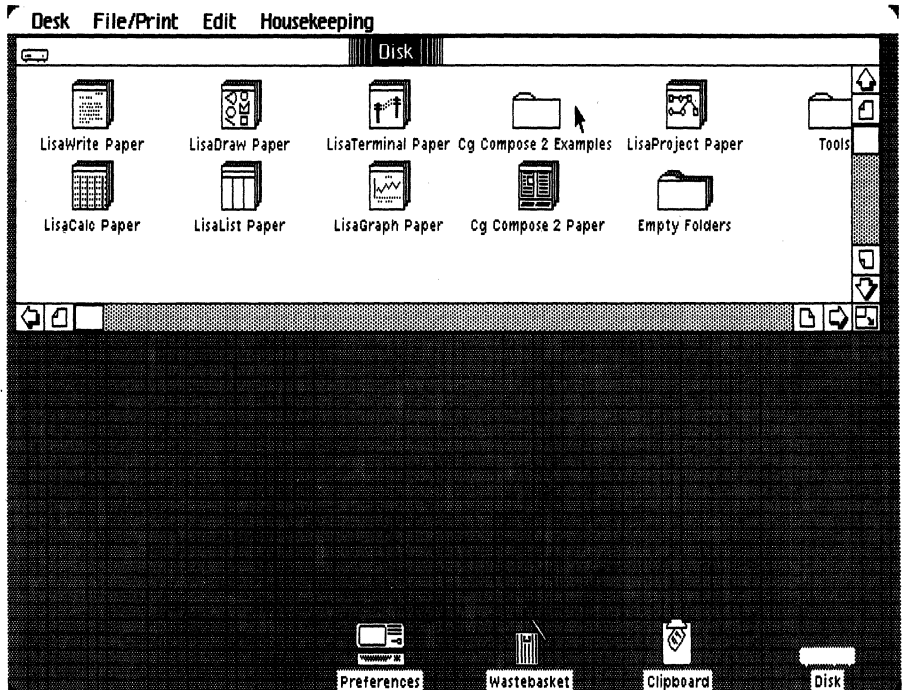 Desk File/Print Edit Housekeeping
Disk
LisaWrite Paper LisaDraw Paper LisaTerminal Paper Cg Compose 2 Examples LisaProject Paper Tools
LisaCalc Paper LisaList Paper LisaGraph Paper Cg Compose 2 Paper Empty Folders
Preferences Wastebasket Clipboard Disk